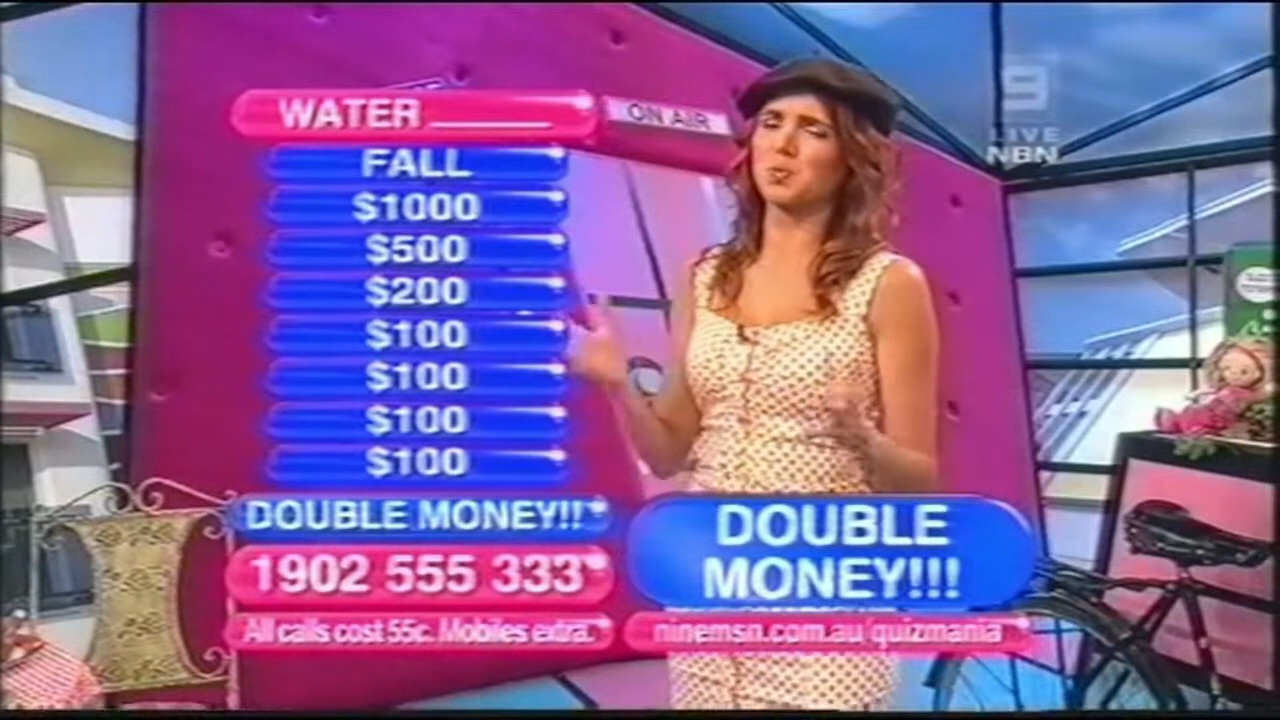 9
LIVE
NBN
WATER ______
ON AIR
FALL
$1000
$500
$200
$100
$100
$100
$100
DOUBLE MONEY!!
1902 555 333
All calls cost 55c. Mobiles extra.
DOUBLE
MONEY!!!
ninemsn.com.au/quizmania